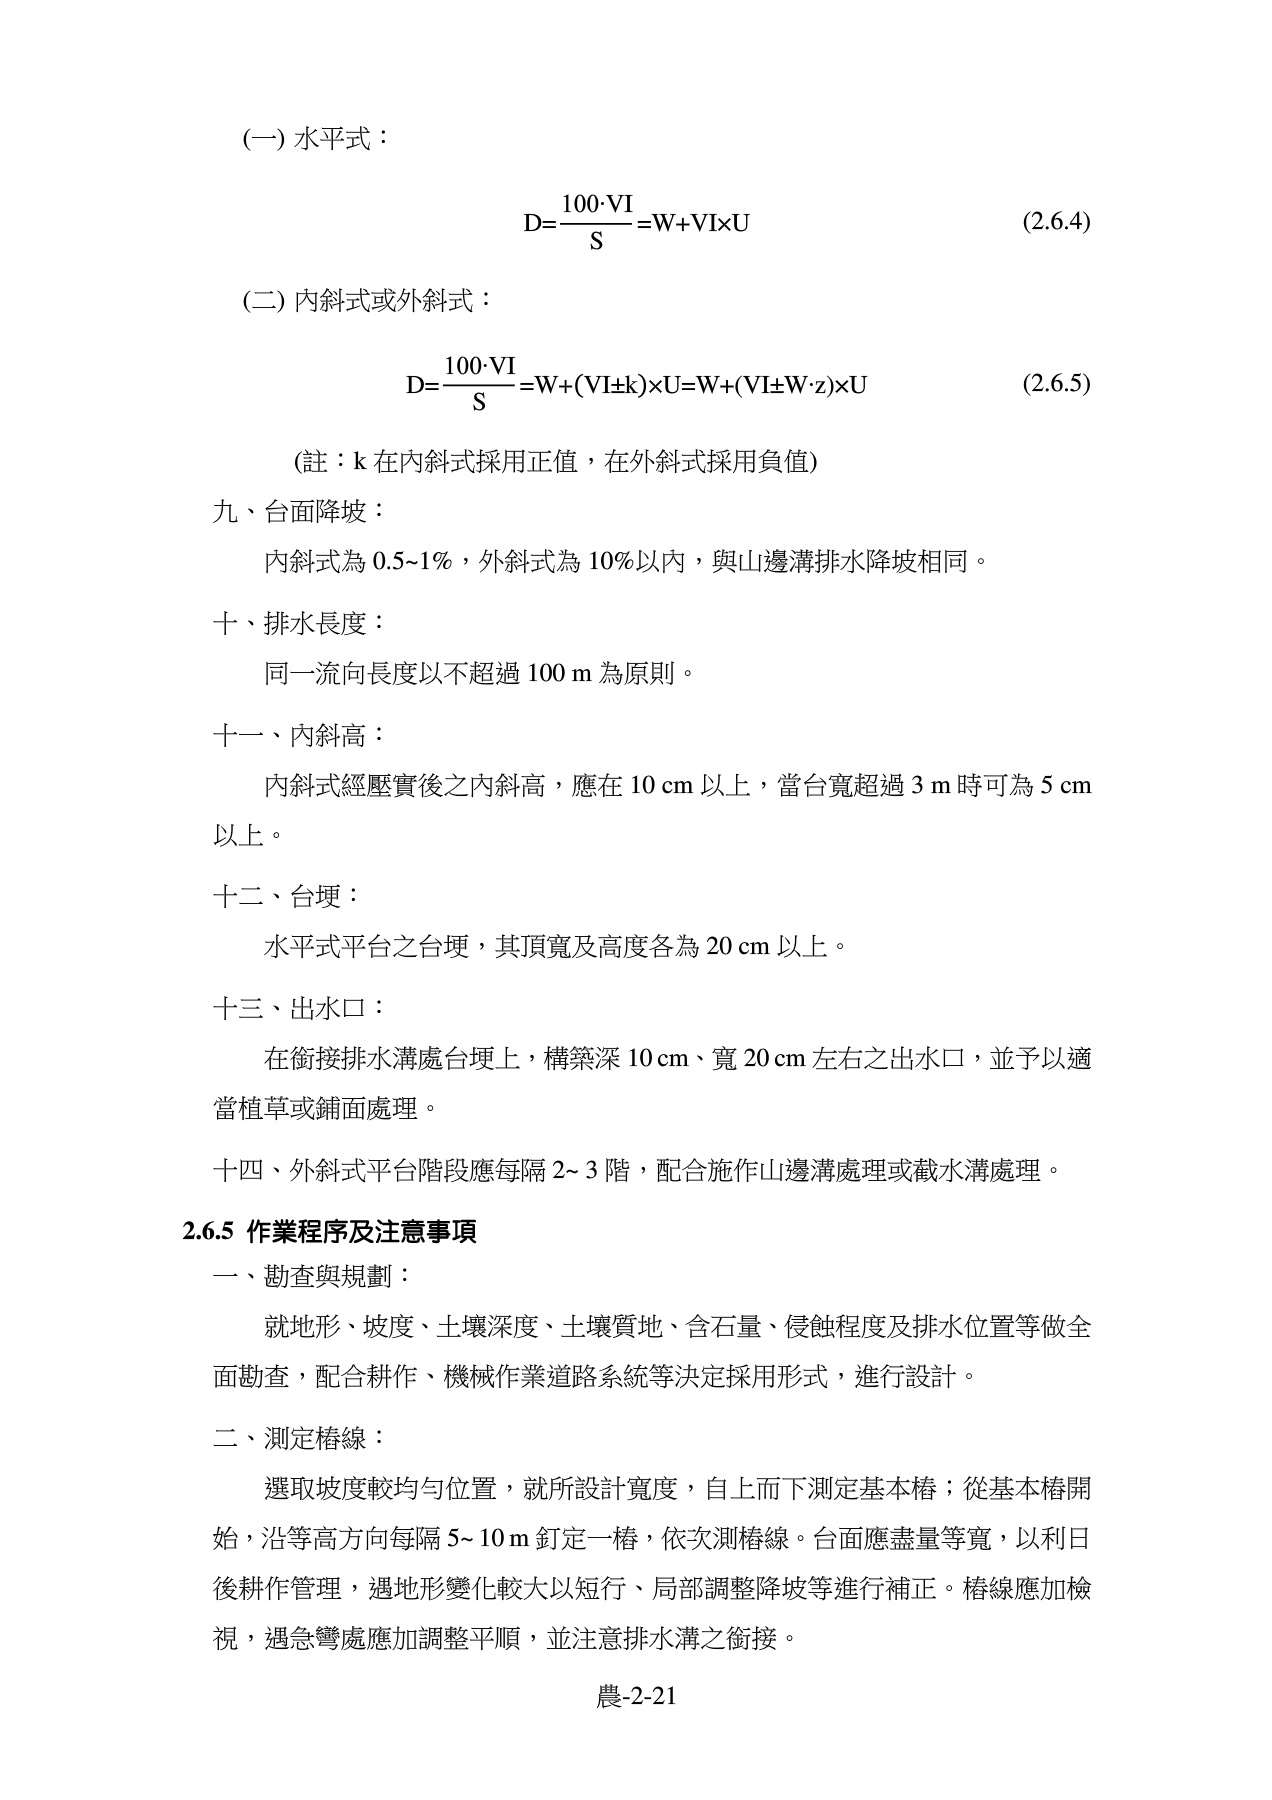 (一) 水平式：
D=100·VI/S=W+VI×U (2.6.4)
(二) 內斜式或外斜式：
D=100·VI/S=W+(VI±k)×U=W+(VI±W·z)×U (2.6.5)
(註：k 在內斜式採用正值，在外斜式採用負值)
九、台面降坡：
內斜式為 0.5~1%，外斜式為 10%以內，與山邊溝排水降坡相同。
十、排水長度：
同一流向長度以不超過 100 m 為原則。
十一、內斜高：
內斜式經壓實後之內斜高，應在 10 cm 以上，當台寬超過 3 m 時可為 5 cm
以上。
十二、台埂：
水平式平台之台埂，其頂寬及高度各為 20 cm 以上。
十三、出水口：
在銜接排水溝處台埂上，構築深 10 cm、寬 20 cm 左右之出水口，並予以適
當植草或鋪面處理。
十四、外斜式平台階段應每隔 2~ 3 階，配合施作山邊溝處理或截水溝處理。
2.6.5 作業程序及注意事項
一、勘查與規劃：
就地形、坡度、土壤深度、土壤質地、含石量、侵蝕程度及排水位置等做全
面勘查，配合耕作、機械作業道路系統等決定採用形式，進行設計。
二、測定樁線：
選取坡度較均勻位置，就所設計寬度，自上而下測定基本樁；從基本樁開
始，沿等高方向每隔 5~ 10 m 釘定一樁，依次測樁線。台面應盡量等寬，以利日
後耕作管理，遇地形變化較大以短行、局部調整降坡等進行補正。樁線應加檢
視，遇急彎處應加調整平順，並注意排水溝之銜接。
農-2-21